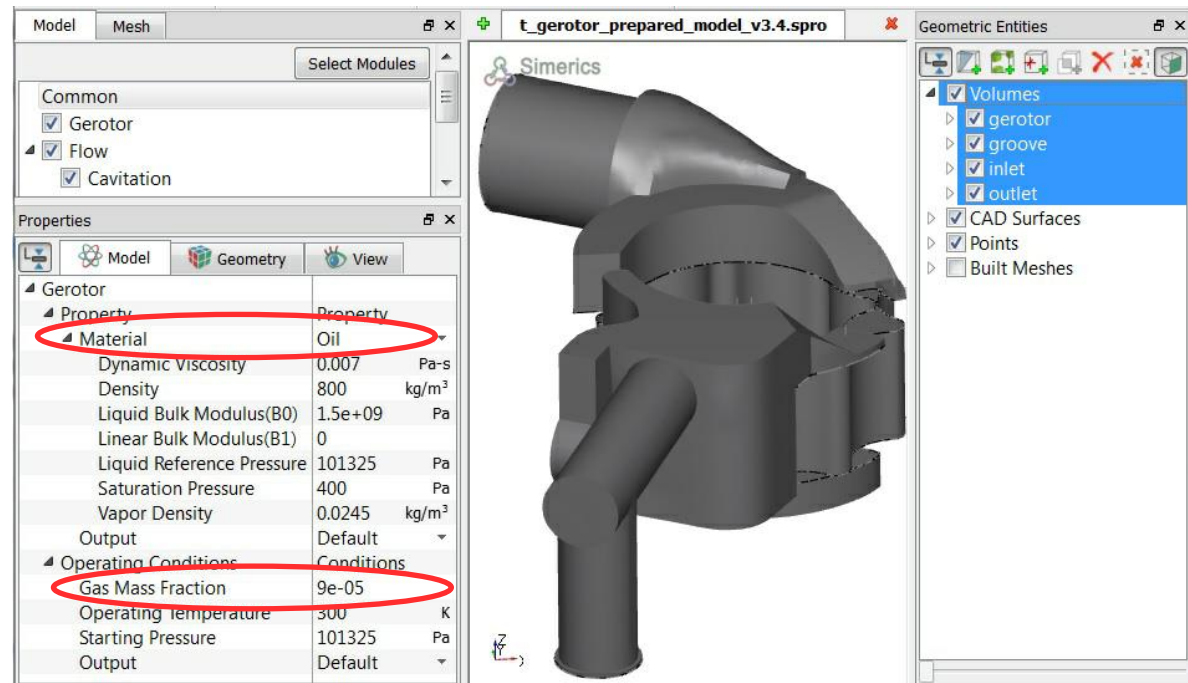 Model Mesh
Select Modules
Common
Gerotor
Flow
Cavitation
Properties
Model Geometry View
Gerotor
Property Property
Material Oil
Dynamic Viscosity 0.007 Pa-s
Density 800 kg/m³
Liquid Bulk Modulus(B0) 1.5e+09 Pa
Linear Bulk Modulus(B1) 0
Liquid Reference Pressure 101325 Pa
Saturation Pressure 400 Pa
Vapor Density 0.0245 kg/m³
Output Default
Operating Conditions Conditions
Gas Mass Fraction 9e-05
Operating Temperature 300 K
Starting Pressure 101325 Pa
Output Default
t_gerotor_prepared_model_v3.4.spro
Simerics
Z
Y
Geometric Entities
Volumes
gerotor
groove
inlet
outlet
CAD Surfaces
Points
Built Meshes